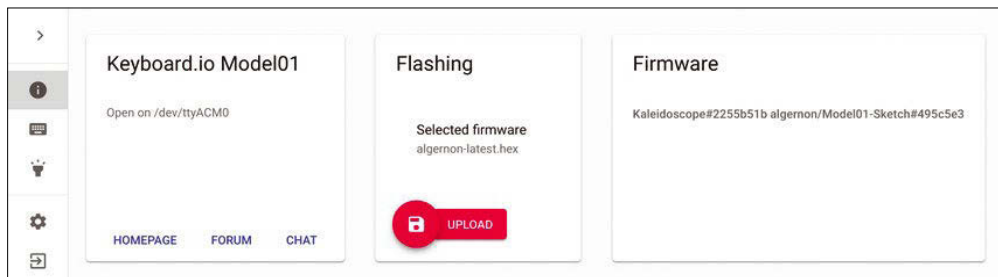 Keyboard.io Model01
Open on /dev/ttyACM0
HOMEPAGE FORUM CHAT
Flashing
Selected firmware
algernon-latest.hex
UPLOAD
Firmware
Kaleidoscope#2255b51b algernon/Model01-Sketch#495c5e3